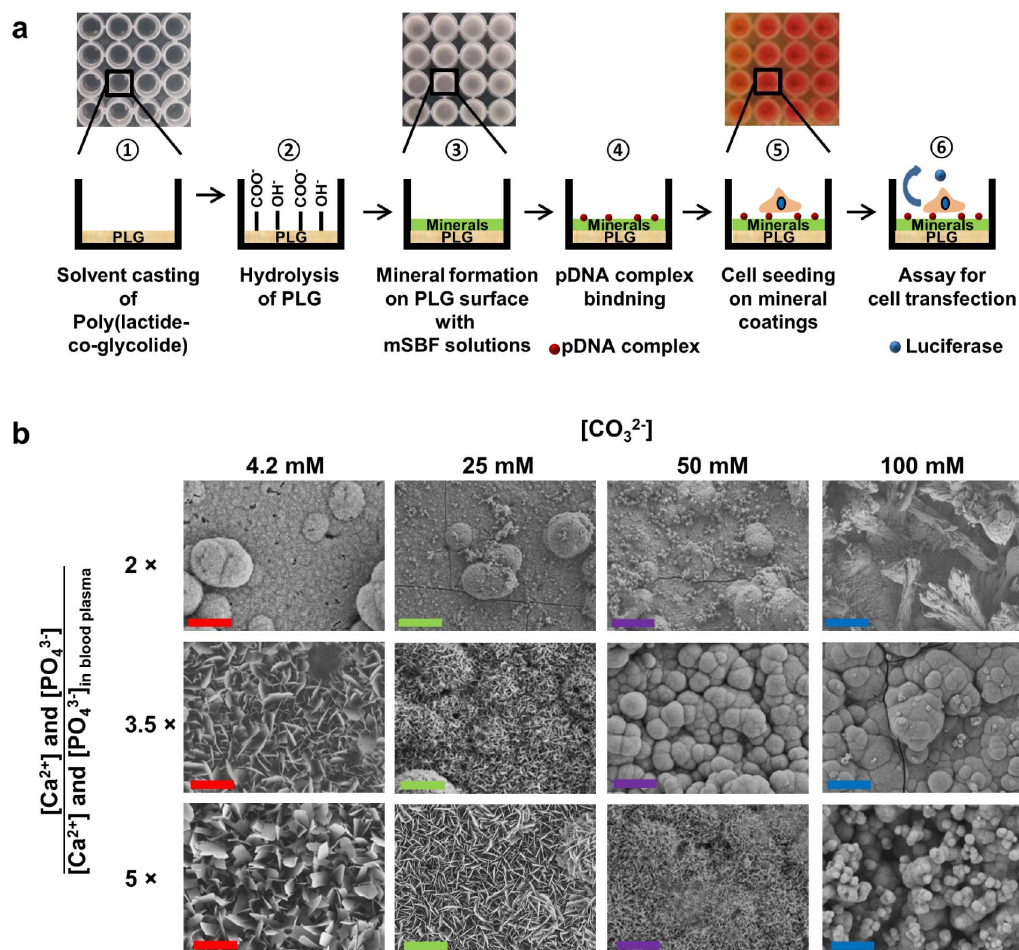 a
① ② ③ ④ ⑤ ⑥
COO⁻ OH⁻ COO⁻ OH⁻
Minerals Minerals Minerals Minerals
PLG PLG PLG PLG PLG PLG
Solvent casting
of
Poly(lactide-
co-glycolide)
Hydrolysis
of PLG
Mineral formation
on PLG surface
with
mSBF solutions
pDNA complex
bindning
pDNA complex
Cell seeding
on mineral
coatings
Luciferase
Assay for
cell transfection
Luciferase
b
[CO₃²⁻]
4.2 mM 25 mM 50 mM 100 mM
[Ca²⁺] and [PO₄³⁻]
[Ca²⁺] and [PO₄³⁻]in blood plasma
2 ×
3.5 ×
5 ×